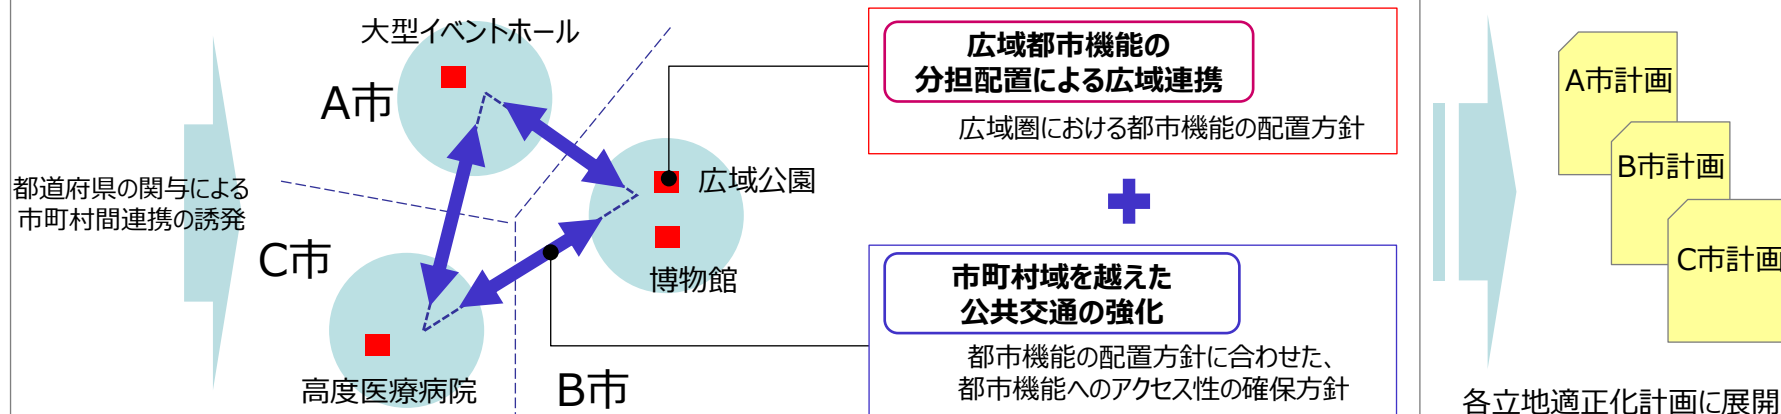 都道府県の関与による
市町村間連携の誘発
大型イベントホール
A市
広域公園
博物館
C市
高度医療病院
B市
広域都市機能の
分担配置による広域連携
広域圏における都市機能の配置方針
市町村域を越えた
公共交通の強化
都市機能の配置方針に合わせた、
都市機能へのアクセス性の確保方針
A市計画
B市計画
C市計画
各立地適正化計画に展開